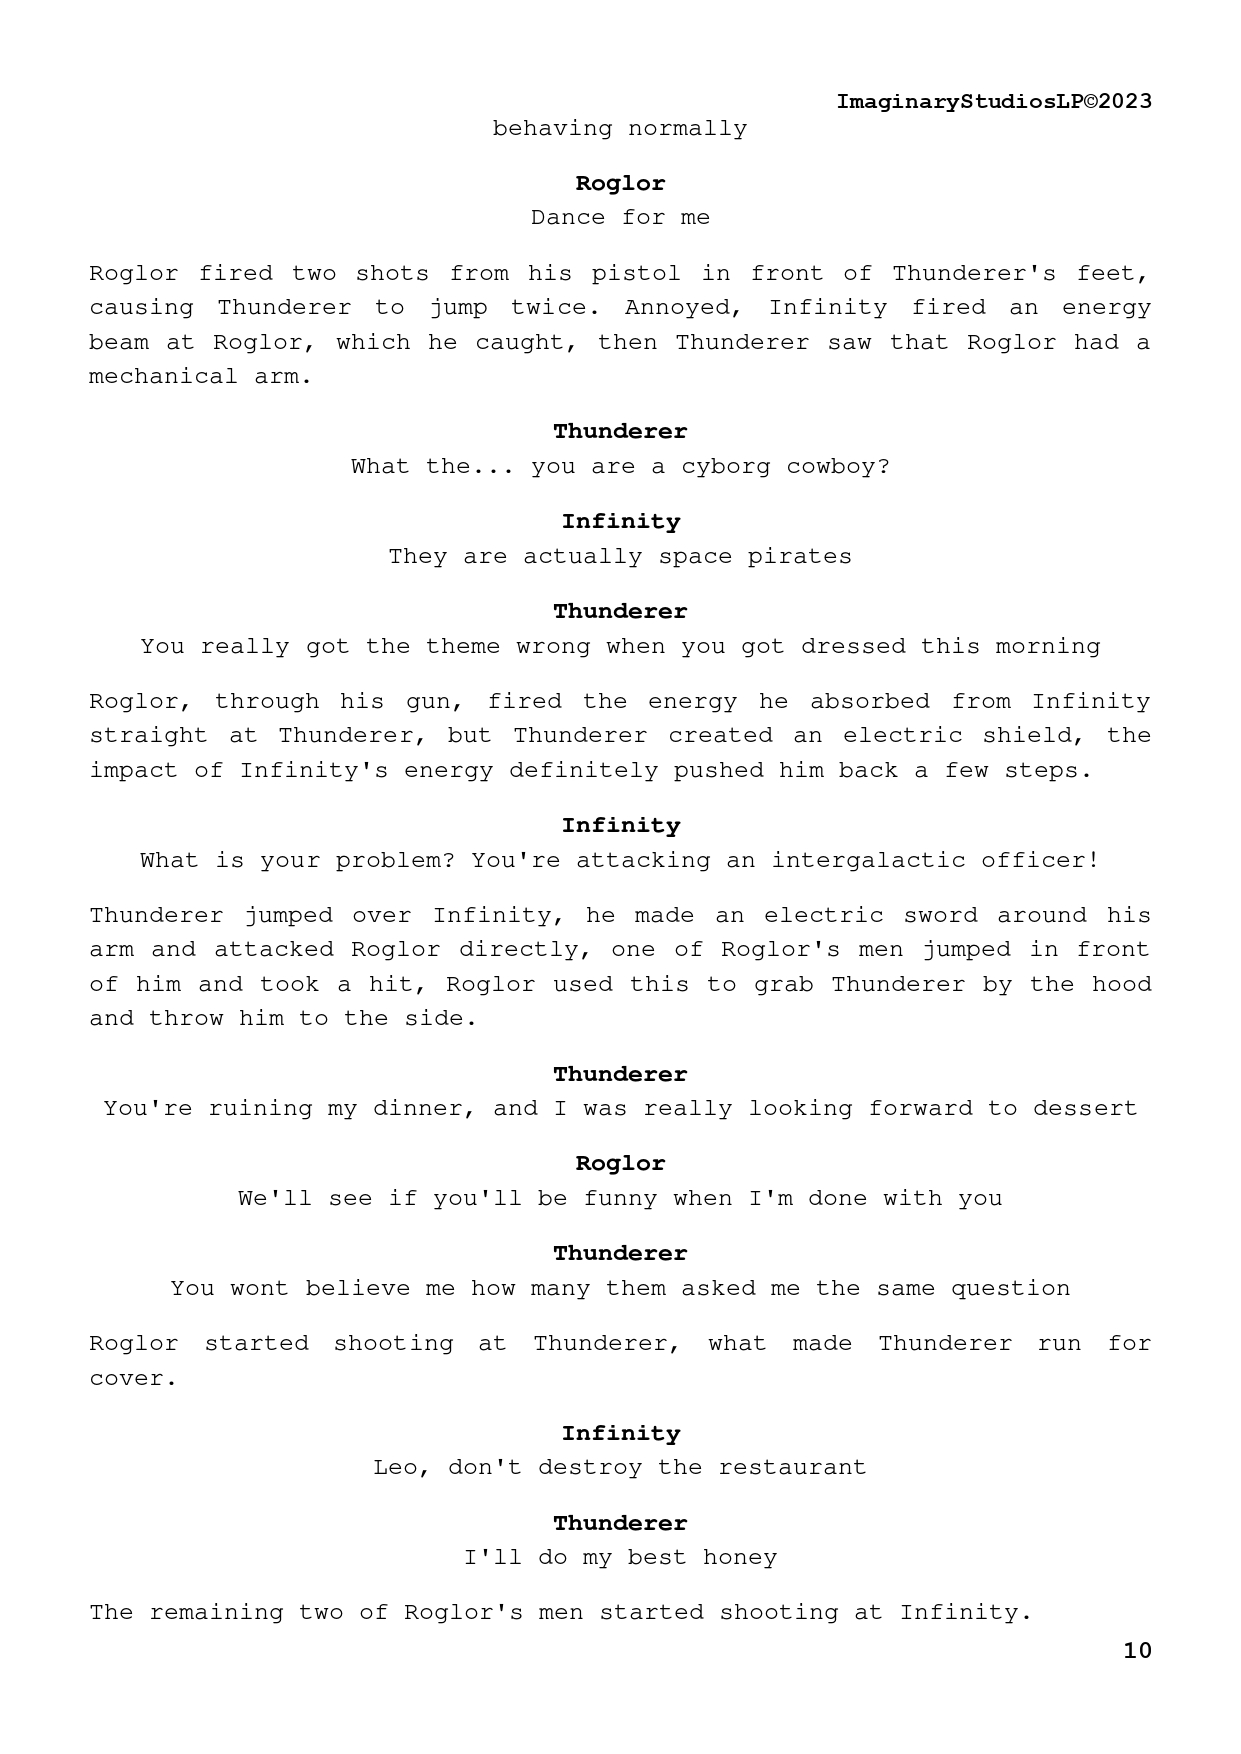 ImaginaryStudiosLP©2023
behaving normally
Roglor
Dance for me
Roglor fired two shots from his pistol in front of Thunderer's feet,
causing Thunderer to jump twice. Annoyed, Infinity fired an energy
beam at Roglor, which he caught, then Thunderer saw that Roglor had a
mechanical arm.
Thunderer
What the... you are a cyborg cowboy?
Infinity
They are actually space pirates
Thunderer
You really got the theme wrong when you got dressed this morning
Roglor, through his gun, fired the energy he absorbed from Infinity
straight at Thunderer, but Thunderer created an electric shield, the
impact of Infinity's energy definitely pushed him back a few steps.
Infinity
What is your problem? You're attacking an intergalactic officer!
Thunderer jumped over Infinity, he made an electric sword around his
arm and attacked Roglor directly, one of Roglor's men jumped in front
of him and took a hit, Roglor used this to grab Thunderer by the hood
and throw him to the side.
Thunderer
You're ruining my dinner, and I was really looking forward to dessert
Roglor
We'll see if you'll be funny when I'm done with you
Thunderer
You wont believe me how many them asked me the same question
Roglor started shooting at Thunderer, what made Thunderer run for
cover.
Infinity
Leo, don't destroy the restaurant
Thunderer
I'll do my best honey
The remaining two of Roglor's men started shooting at Infinity.
10